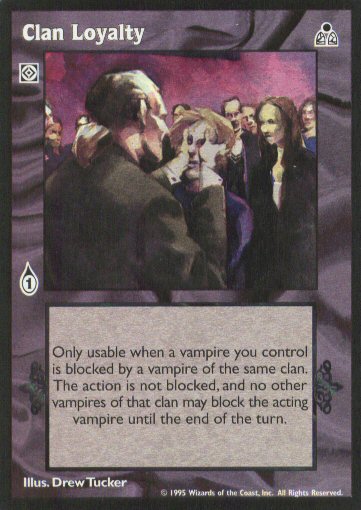 Clan Loyalty
1
Only usable when a vampire you control
is blocked by a vampire of the same clan.
The action is not blocked, and no other
vampires of that clan may block the acting
vampire until the end of the turn.
Illus. Drew Tucker
© 1995 Wizards of the Coast, Inc. All Rights Reserved.